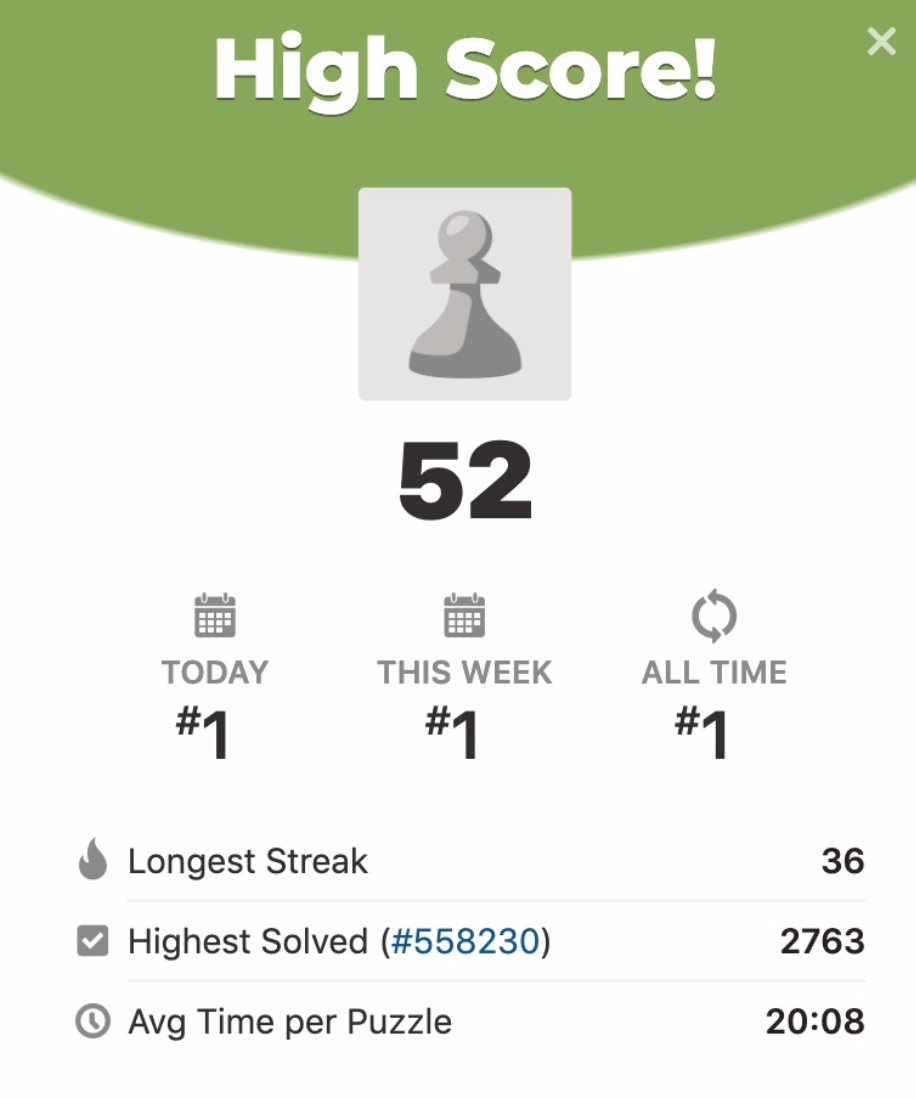 High Score!
52
TODAY THIS WEEK ALL TIME
#1 #1 #1
Longest Streak 36
Highest Solved (#558230) 2763
Avg Time per Puzzle 20:08